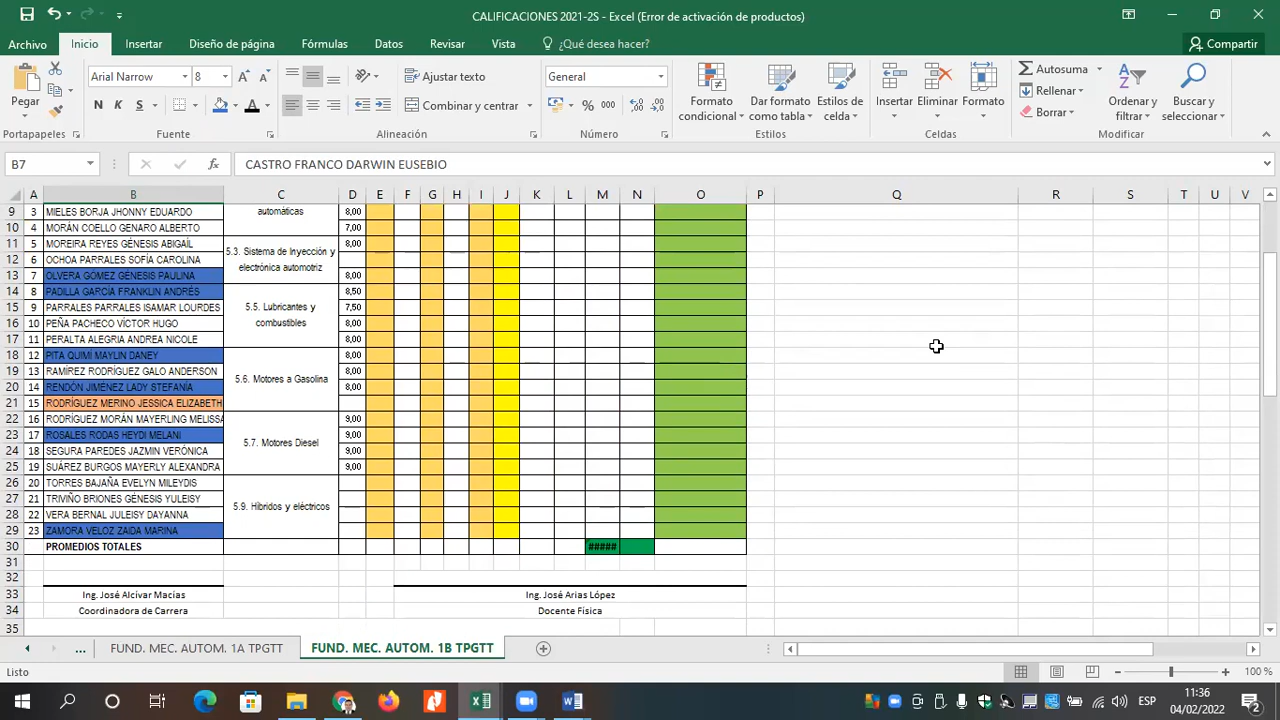 CALIFICACIONES 2021-2S - Excel (Error de activación de productos)
Archivo Inicio Insertar Diseño de página Fórmulas Datos Revisar Vista ¿Qué desea hacer? Compartir
Pegar
Arial Narrow 8
N K S
Ajustar texto
Combinar y centrar
General
% 000
Formato condicional
Dar formato como tabla
Estilos de celda
Insertar Eliminar Formato
Autosuma
Rellenar
Borrar
Ordenar y filtrar
Buscar y seleccionar
Portapapeles Fuente Alineación Número Estilos Celdas Modificar
B7 fx CASTRO FRANCO DARWIN EUSEBIO
A B C D E F G H I J K L M N O P Q R S T U V
9 3 MIELES BORJA JHONNY EDUARDO automáticas 8,00
10 4 MORÁN COELLO GENARO ALBERTO 7,00
11 5 MOREIRA REYES GÉNESIS ABIGAÍL 5.3. Sistema de Inyección y 8,00
12 6 OCHOA PARRALES SOFÍA CAROLINA electrónica automotriz
13 7 OLVERA GÓMEZ GÉNESIS PAULINA 8,00
14 8 PADILLA GARCÍA FRANKLIN ANDRÉS 8,50
15 9 PARRALES PARRALES ISAMAR LOURDES 5.5. Lubricantes y 7,50
16 10 PEÑA PACHECO VÍCTOR HUGO combustibles 8,00
17 11 PERALTA ALEGRIA ANDREA NICOLE 8,00
18 12 PITA QUIMÍ MAYLIN DANEY 8,00
19 13 RAMÍREZ RODRÍGUEZ GALO ANDERSON 5.6. Motores a Gasolina 8,00
20 14 RENDÓN JIMÉNEZ LADY STEFANÍA 8,00
21 15 RODRÍGUEZ MERINO JESSICA ELIZABETH
22 16 RODRÍGUEZ MORÁN MAYERLING MELISSA 9,00
23 17 ROSALES RODAS HEYDI MELANI 5.7. Motores Diesel 9,00
24 18 SEGURA PAREDES JAZMIN VERÓNICA 9,00
25 19 SUÁREZ BURGOS MAYERLY ALEXANDRA 9,00
26 20 TORRES BAJAÑA EVELYN MILEYDIS
27 21 TRIVIÑO BRIONES GÉNESIS YULEISY 5.9. Híbridos y eléctricos
28 22 VERA BERNAL JULEISY DAYANNA
29 23 ZAMORA VELOZ ZAIDA MARINA
30 PROMEDIOS TOTALES #####
31
32
33 Ing. José Alcívar Macías Ing. José Arias López
34 Coordinadora de Carrera Docente Física
35
... FUND. MEC. AUTOM. 1A TPGTT FUND. MEC. AUTOM. 1B TPGTT
Listo 100 %
ESP 11:36
04/02/2022 2